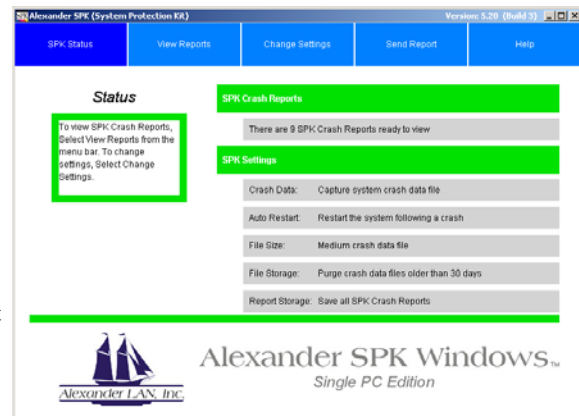 Alexander SPK (System Protection Kit)
Version: 5.20 (Build 3)
SPK Status
View Reports
Change Settings
Send Report
Help
Status
To view SPK Crash Reports,
Select View Reports from the
menu bar. To change
settings, Select Change
Settings.
SPK Crash Reports
There are 9 SPK Crash Reports ready to view
SPK Settings
Crash Data: Capture system crash data file
Auto Restart: Restart the system following a crash
File Size: Medium crash data file
File Storage: Purge crash data files older than 30 days
Report Storage: Save all SPK Crash Reports
Alexander LAN, Inc.
Alexander SPK Windows™
Single PC Edition